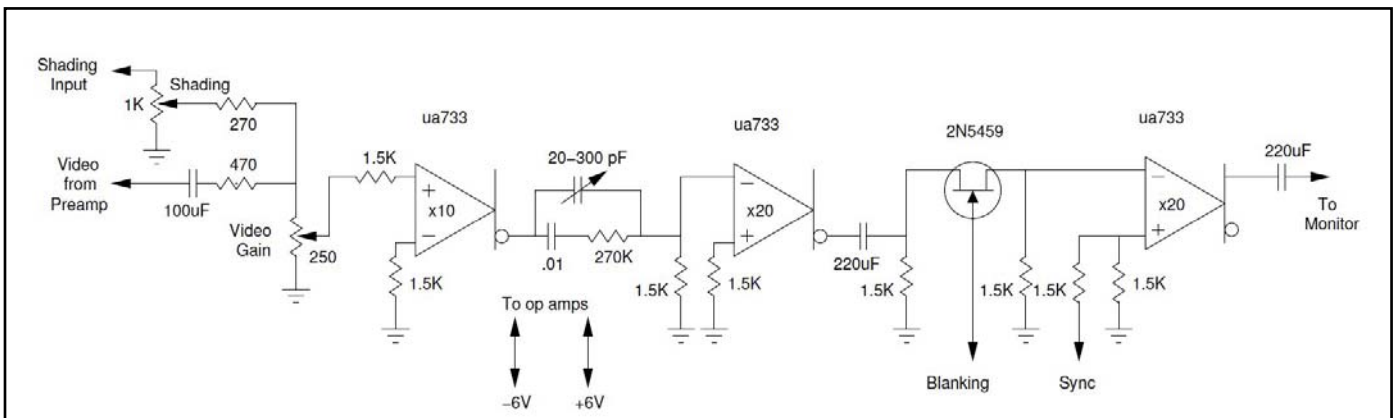 Shading
Input
Shading
1K
270
Video
from
Preamp
470
100uF
Video
Gain
250
1.5K
ua733
+
x10
−
1.5K
20−300 pF
.01
270K
To op amps
−6V
+6V
1.5K
ua733
−
x20
+
1.5K
220uF
1.5K
2N5459
Blanking
1.5K
1.5K
Sync
1.5K
ua733
−
x20
+
220uF
To
Monitor